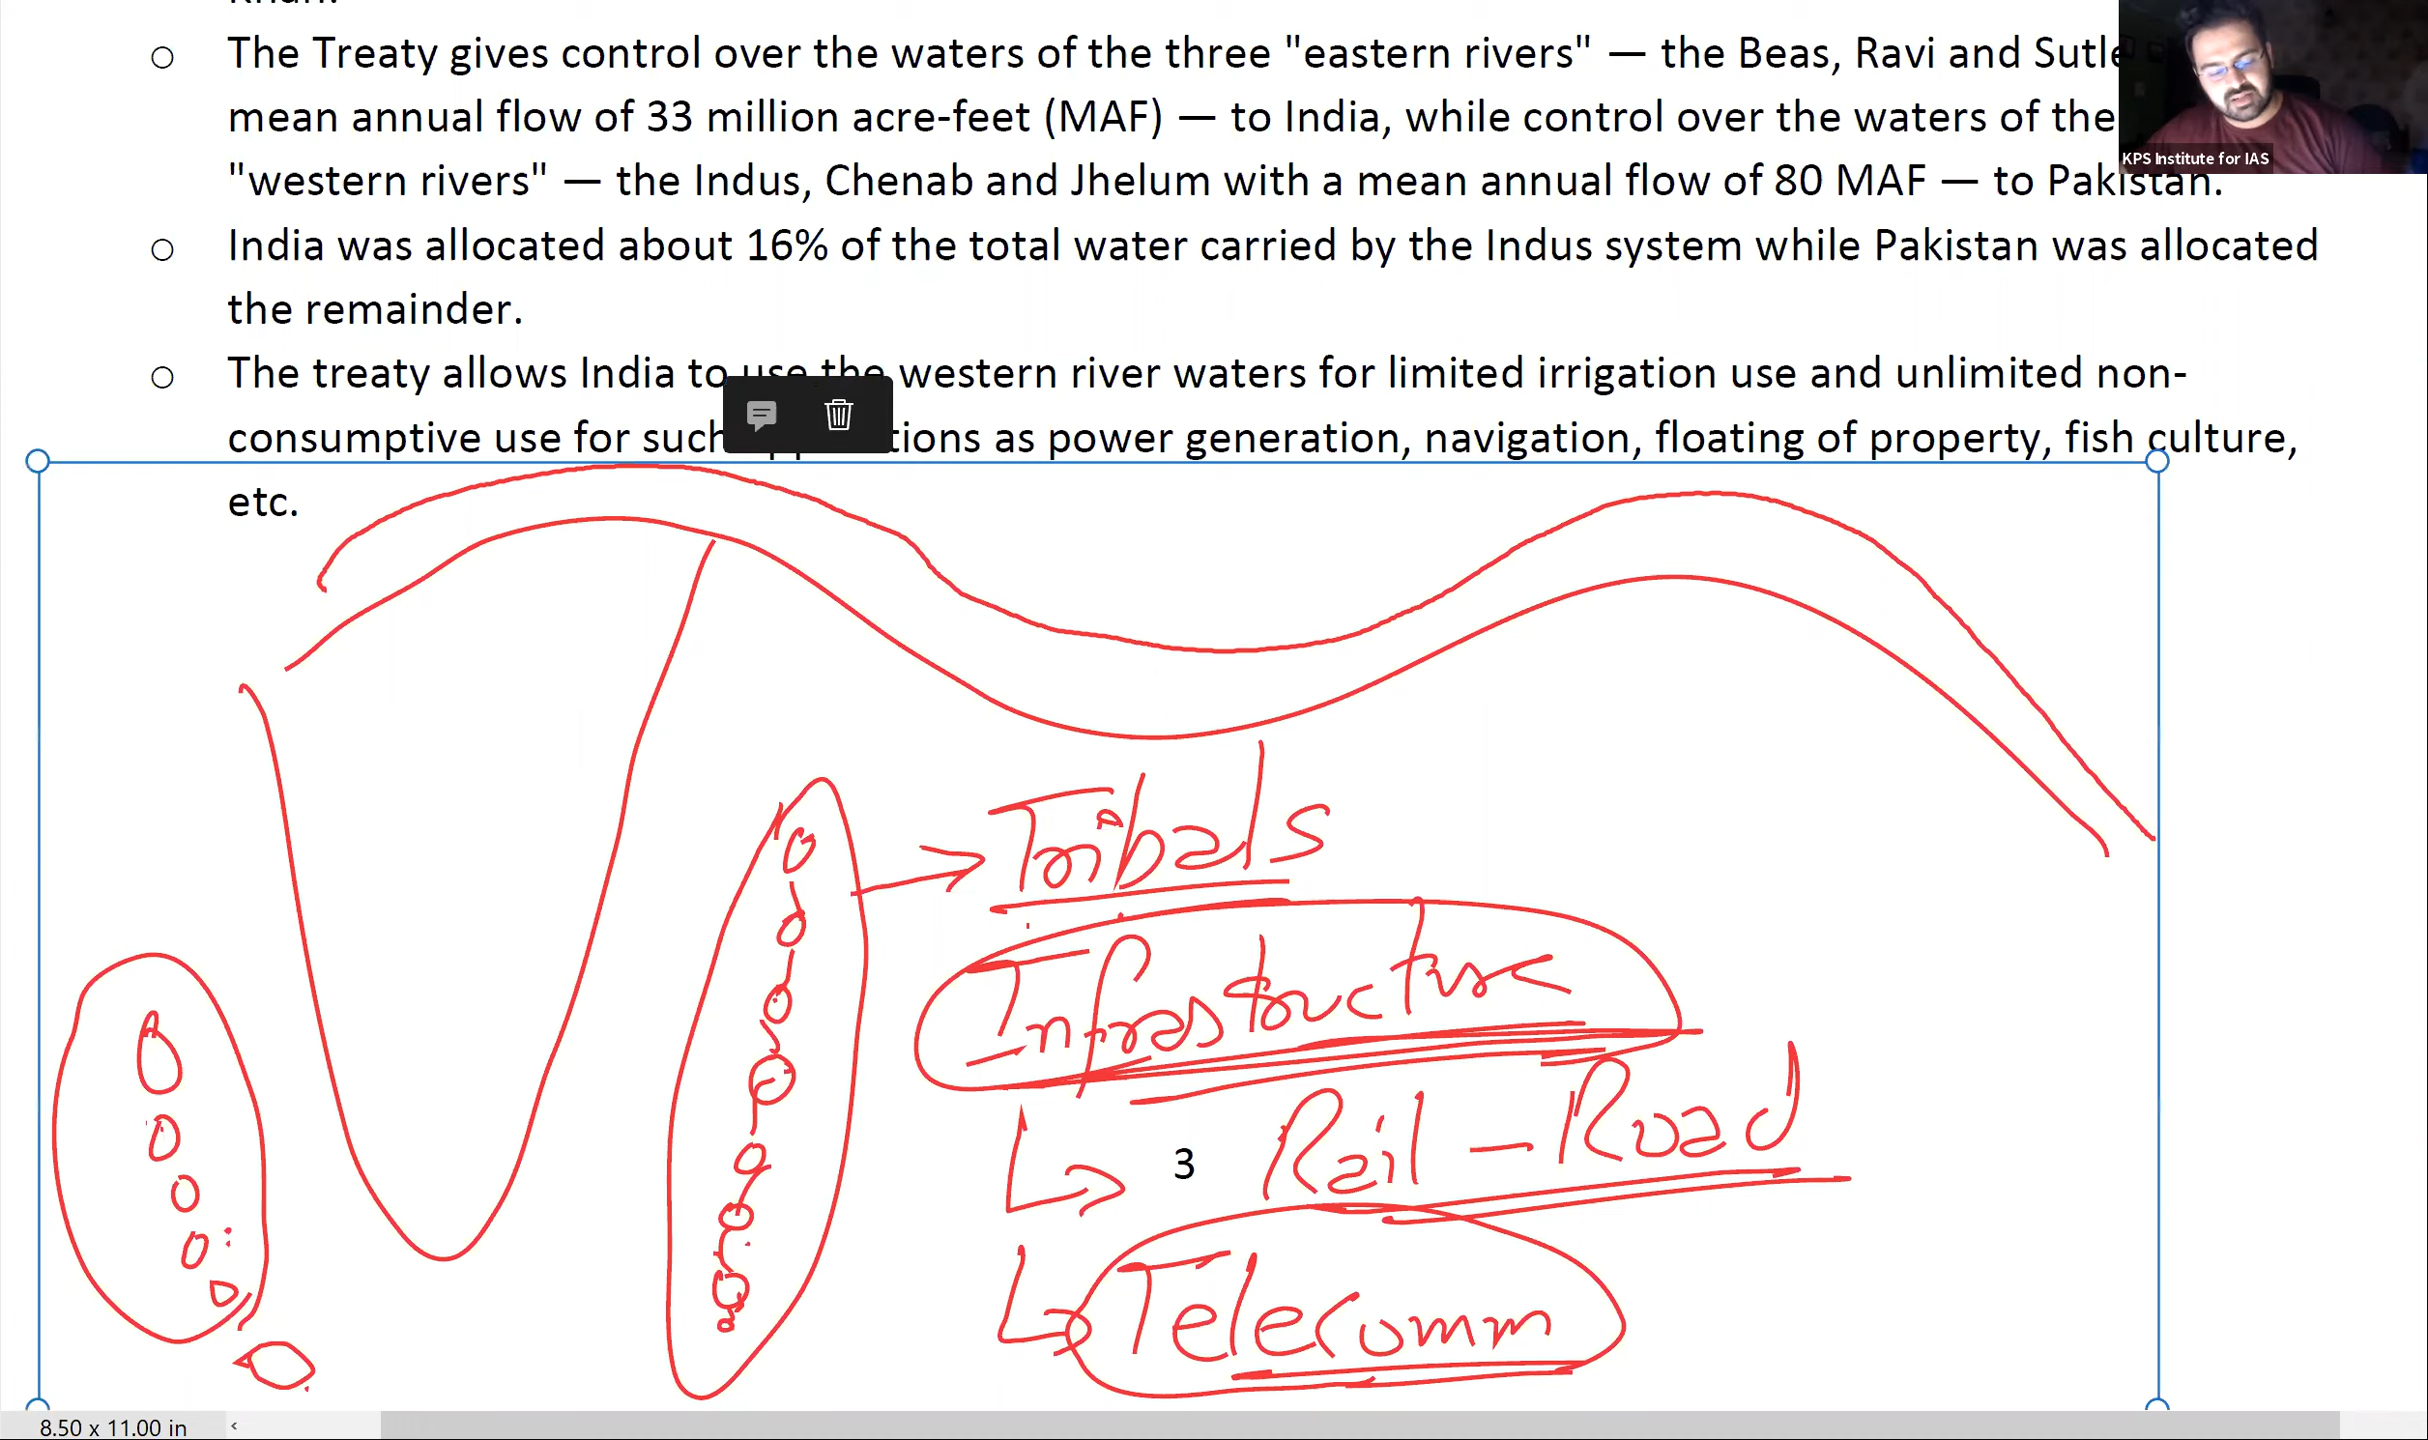 The Treaty gives control over the waters of the three "eastern rivers" — the Beas, Ravi and Sutle
mean annual flow of 33 million acre-feet (MAF) — to India, while control over the waters of the
KPS Institute for IAS
"western rivers" — the Indus, Chenab and Jhelum with a mean annual flow of 80 MAF — to Pakistan.
India was allocated about 16% of the total water carried by the Indus system while Pakistan was allocated
the remainder.
The treaty allows India to use the western river waters for limited irrigation use and unlimited non-
consumptive use for such tions as power generation, navigation, floating of property, fish culture,
etc.
Tribals
Infrastructure
3 Rail - Road
Telecomm
8.50 x 11.00 in